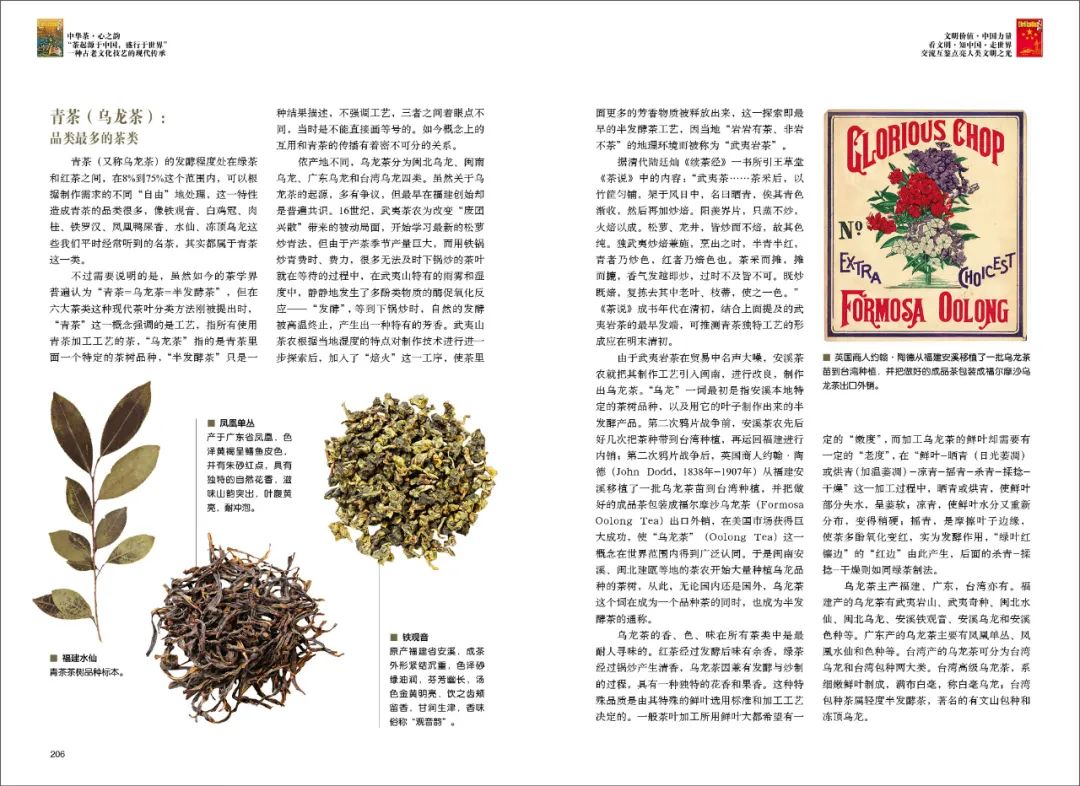 中华茶·心之韵
“茶起源于中国，盛行于世界”
一种古老文化技艺的现代传承
文明价值·中国力量
看文明·知中国·走世界
交流互鉴点亮人类文明之光
青茶（乌龙茶）：
品类最多的茶类
青茶（又称乌龙茶）的发酵程度处在绿茶
和红茶之间，在8%到75%这个范围内，可以根
据制作需求的不同“自由”地处理，这一特性
造成青茶的品类很多，像铁观音、白鸡冠、肉
桂、铁罗汉、凤凰鸭屎香、水仙、冻顶乌龙这
些我们平时经常听到的名茶，其实都属于青茶
这一类。
不过需要说明的是，虽然如今的茶学界
普遍认为“青茶-乌龙茶-半发酵茶”，但在
六大茶类这种现代茶叶分类方法刚被提出时，
“青茶”这一概念强调的是工艺，指所有使用
青茶加工工艺的茶，“乌龙茶”指的是青茶里
面一个特定的茶树品种，“半发酵茶”只是一
种结果描述，不强调工艺，三者之间着眼点不
同，当时是不能直接画等号的。如今概念上的
互用和青茶的传播有着密不可分的关系。
依产地不同，乌龙茶分为闽北乌龙、闽南
乌龙、广东乌龙和台湾乌龙四类。虽然关于乌
龙茶的起源，多有争议，但最早在福建创始却
是普遍共识。16世纪，武夷茶农为改变“废团
兴散”带来的被动局面，开始学习最新的松萝
炒青法，但由于产茶季节产量巨大，而用铁锅
炒青费时、费力，很多无法及时下锅炒的茶叶
就在等待的过程中，在武夷山特有的雨雾和湿
度中，静静地发生了多酚类物质的酶促氧化反
应——“发酵”，等到下锅炒时，自然的发酵
被高温终止，产生出一种特有的芳香。武夷山
茶农根据当地湿度的特点对制作技术进行进一
步探索后，加入了“焙火”这一工序，使茶里
福建水仙
青茶茶树品种标本。
凤凰单丛
产于广东省凤凰，色
泽黄褐呈鳝鱼皮色，
并有朱砂红点，具有
独特的自然花香，滋
味山韵突出，叶腹黄
亮，耐冲泡。
铁观音
原产福建省安溪，成茶
外形紧结沉重，色泽砂
绿油润，芬芳幽长，汤
色金黄明亮，饮之齿颊
留香，甘润生津，香味
俗称“观音韵”。
206
面更多的芳香物质被释放出来，这一探索即最
早的半发酵茶工艺，因当地“岩岩有茶、非岩
不茶”的地理环境而被称为“武夷岩茶”。
据清代陆廷灿《续茶经》一书所引王草堂
《茶说》中的内容：“武夷茶……茶采后，以
竹筐匀铺，架于风日中，名曰晒青，俟其青色
渐收，然后再加炒焙。阳羡岕片，只蒸不炒，
火焙以成。松萝、龙井，皆炒而不焙，故其色
纯。独武夷炒焙兼施，烹出之时，半青半红，
青者乃炒色，红者乃焙色也。茶采而摊，摊
而摝，香气发越即炒，过时不及皆不可。既炒
既焙，复拣去其中老叶、枝蒂，使之一色。”
《茶说》成书年代在清初，结合上面提及的武
夷岩茶的最早发端，可推测青茶独特工艺的形
成应在明末清初。
由于武夷岩茶在贸易中名声大噪，安溪茶
农就把其制作工艺引入闽南，进行改良，制作
出乌龙茶。“乌龙”一词最初是指安溪本地特
定的茶树品种，以及用它的叶子制作出来的半
发酵产品。第二次鸦片战争前，安溪茶农先后
好几次把茶种带到台湾种植，再运回福建进行
内销；第二次鸦片战争后，英国商人约翰·陶
德（John Dodd，1838年-1907年）从福建安
溪移植了一批乌龙茶苗到台湾种植，并把做
好的成品茶包装成福尔摩沙乌龙茶（Formosa
Oolong Tea）出口外销，在美国市场获得巨
大成功，使“乌龙茶”（Oolong Tea）这一
概念在世界范围内得到广泛认同。于是闽南安
溪、闽北建瓯等地的茶农开始大量种植乌龙品
种的茶树，从此，无论国内还是国外，乌龙茶
这个词在成为一个品种茶的同时，也成为半发
酵茶的通称。
乌龙茶的香、色、味在所有茶类中是最
耐人寻味的。红茶经过发酵后味有余香，绿茶
经过锅炒产生清香，乌龙茶因兼有发酵与炒制
的过程，具有一种独特的花香和果香。这种特
殊品质是由其特殊的鲜叶选用标准和加工工艺
决定的。一般茶叶加工所用鲜叶大都希望有一
GLORIOUS CHOP
No
EXTRA
CHOICEST
FORMOSA OOLONG
英国商人约翰·陶德从福建安溪移植了一批乌龙茶
苗到台湾种植，并把做好的成品茶包装成福尔摩沙乌
龙茶出口外销。
定的“嫩度”，而加工乌龙茶的鲜叶却需要有
一定的“老度”，在“鲜叶-晒青（日光萎凋）
或烘青(加温萎凋)-凉青-摇青-杀青-揉捻-
干燥”这一加工过程中，晒青或烘青，使鲜叶
部分失水，呈萎软；凉青，使鲜叶水分又重新
分布，变得稍硬；摇青，是摩擦叶子边缘，
使茶多酚氧化变红，实为发酵作用，“绿叶红
镶边”的“红边”由此产生，后面的杀青-揉
捻-干燥则如同绿茶制法。
乌龙茶主产福建、广东，台湾亦有。福
建产的乌龙茶有武夷岩山、武夷奇种、闽北水
仙、闽北乌龙、安溪铁观音、安溪乌龙和安溪
色种等。广东产的乌龙茶主要有凤凰单丛、凤
凰水仙和色种等。台湾产的乌龙茶可分为台湾
乌龙和台湾包种两大类。台湾高级乌龙茶，系
细嫩鲜叶制成，满布白毫，称白毫乌龙；台湾
包种茶属轻度半发酵茶，著名的有文山包种和
冻顶乌龙。